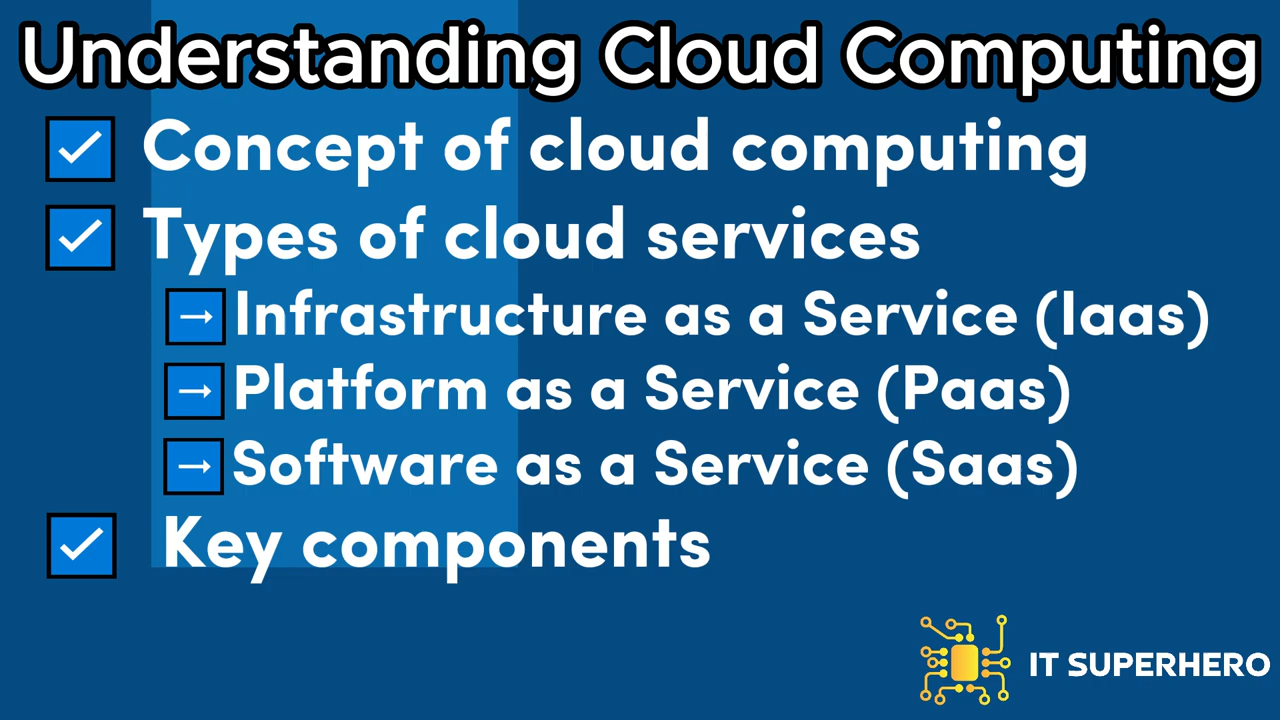 Understanding Cloud Computing
Concept of cloud computing
Types of cloud services
Infrastructure as a Service (Iaas)
Platform as a Service (Paas)
Software as a Service (Saas)
Key components
IT SUPERHERO